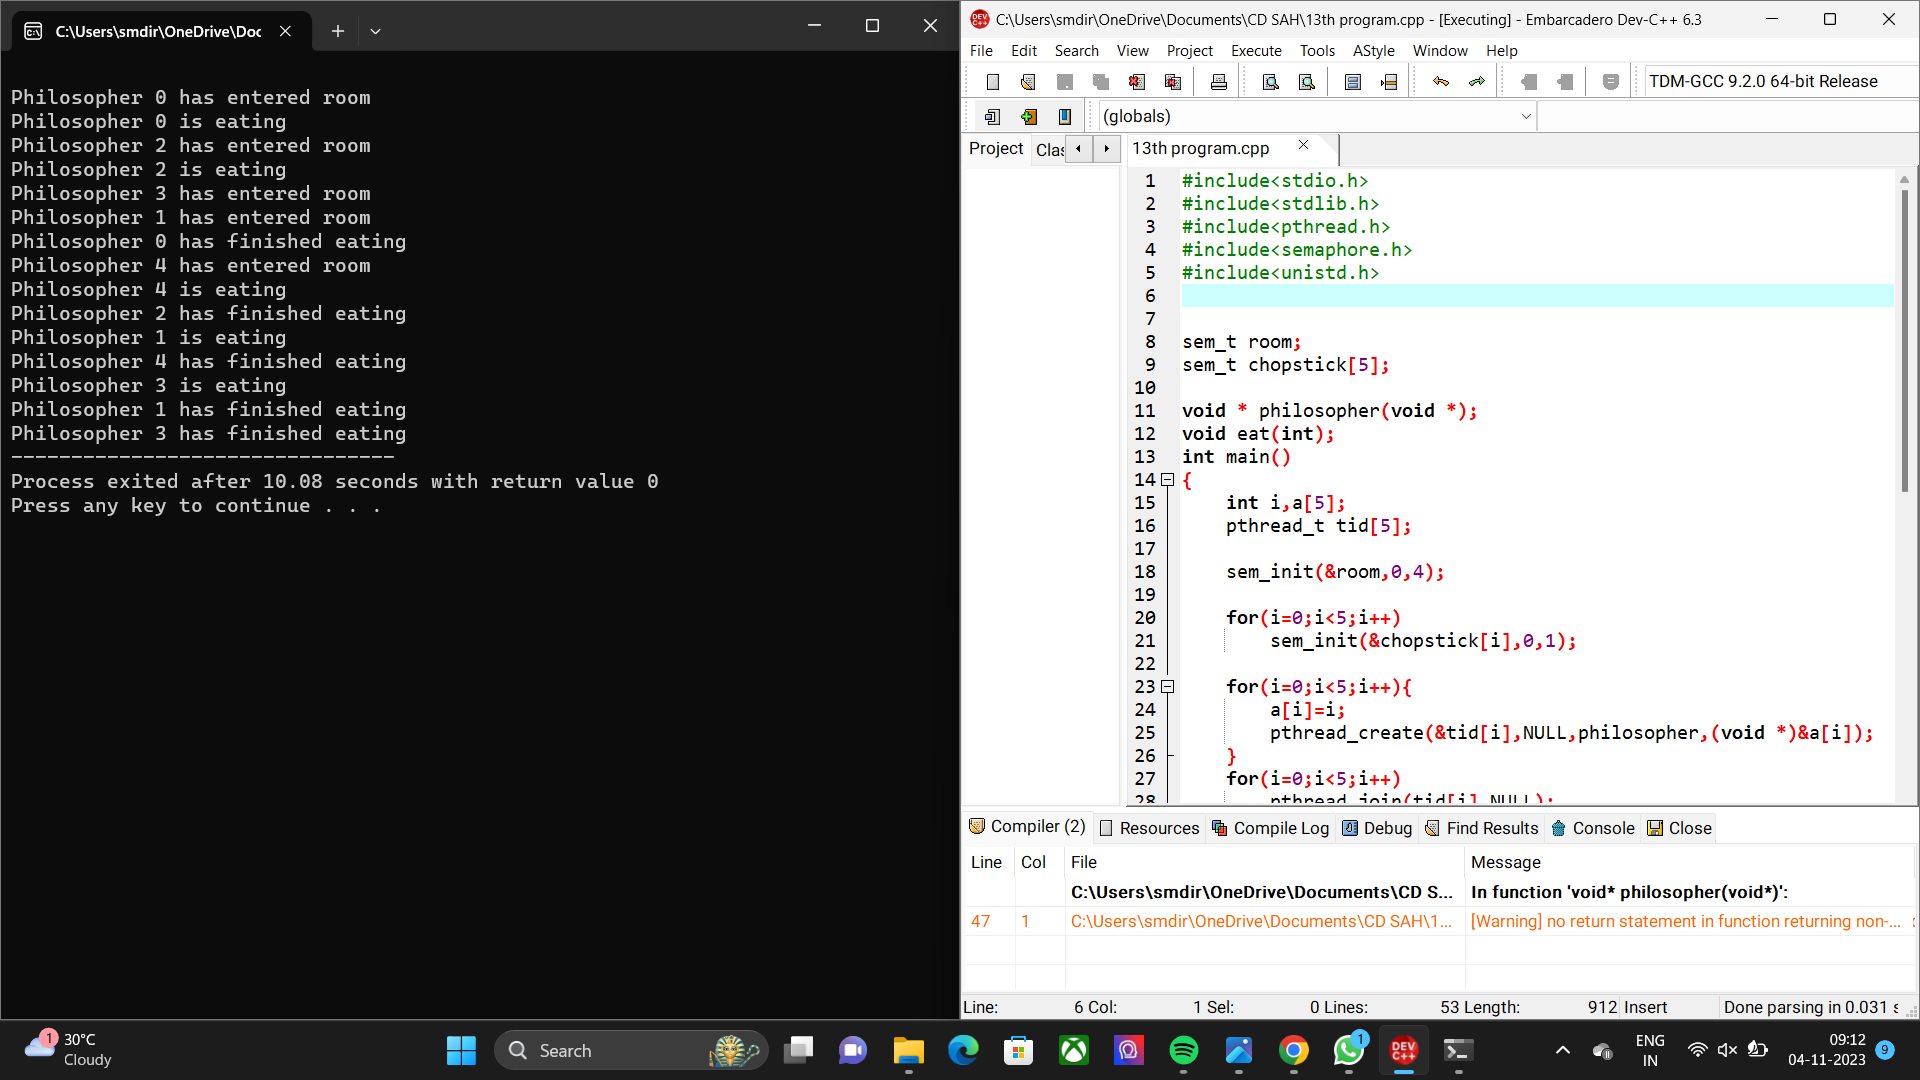 C:\Users\smdir\OneDrive\Doc
Philosopher 0 has entered room
Philosopher 0 is eating
Philosopher 2 has entered room
Philosopher 2 is eating
Philosopher 3 has entered room
Philosopher 1 has entered room
Philosopher 0 has finished eating
Philosopher 4 has entered room
Philosopher 4 is eating
Philosopher 2 has finished eating
Philosopher 1 is eating
Philosopher 4 has finished eating
Philosopher 3 is eating
Philosopher 1 has finished eating
Philosopher 3 has finished eating
--------------------------------
Process exited after 10.08 seconds with return value 0
Press any key to continue . . .
C:\Users\smdir\OneDrive\Documents\CD SAH\13th program.cpp - [Executing] - Embarcadero Dev-C++ 6.3
File Edit Search View Project Execute Tools AStyle Window Help
TDM-GCC 9.2.0 64-bit Release
(globals)
Project Clas 13th program.cpp
1 #include<stdio.h>
2 #include<stdlib.h>
3 #include<pthread.h>
4 #include<semaphore.h>
5 #include<unistd.h>
6
7
8 sem_t room;
9 sem_t chopstick[5];
10
11 void * philosopher(void *);
12 void eat(int);
13 int main()
14 {
15 int i,a[5];
16 pthread_t tid[5];
17
18 sem_init(&room,0,4);
19
20 for(i=0;i<5;i++)
21 sem_init(&chopstick[i],0,1);
22
23 for(i=0;i<5;i++){
24 a[i]=i;
25 pthread_create(&tid[i],NULL,philosopher,(void *)&a[i]);
26 }
27 for(i=0;i<5;i++)
28 pthread_join(tid[i],NULL);
Compiler (2) Resources Compile Log Debug Find Results Console Close
Line Col File Message
C:\Users\smdir\OneDrive\Documents\CD S... In function 'void* philosopher(void*)':
47 1 C:\Users\smdir\OneDrive\Documents\CD SAH\1... [Warning] no return statement in function returning non-...
Line: 6 Col: 1 Sel: 0 Lines: 53 Length: 912 Insert Done parsing in 0.031 s
1 30°C
Cloudy
Search
DEV C++
1
ENG
IN
09:12
04-11-2023
9